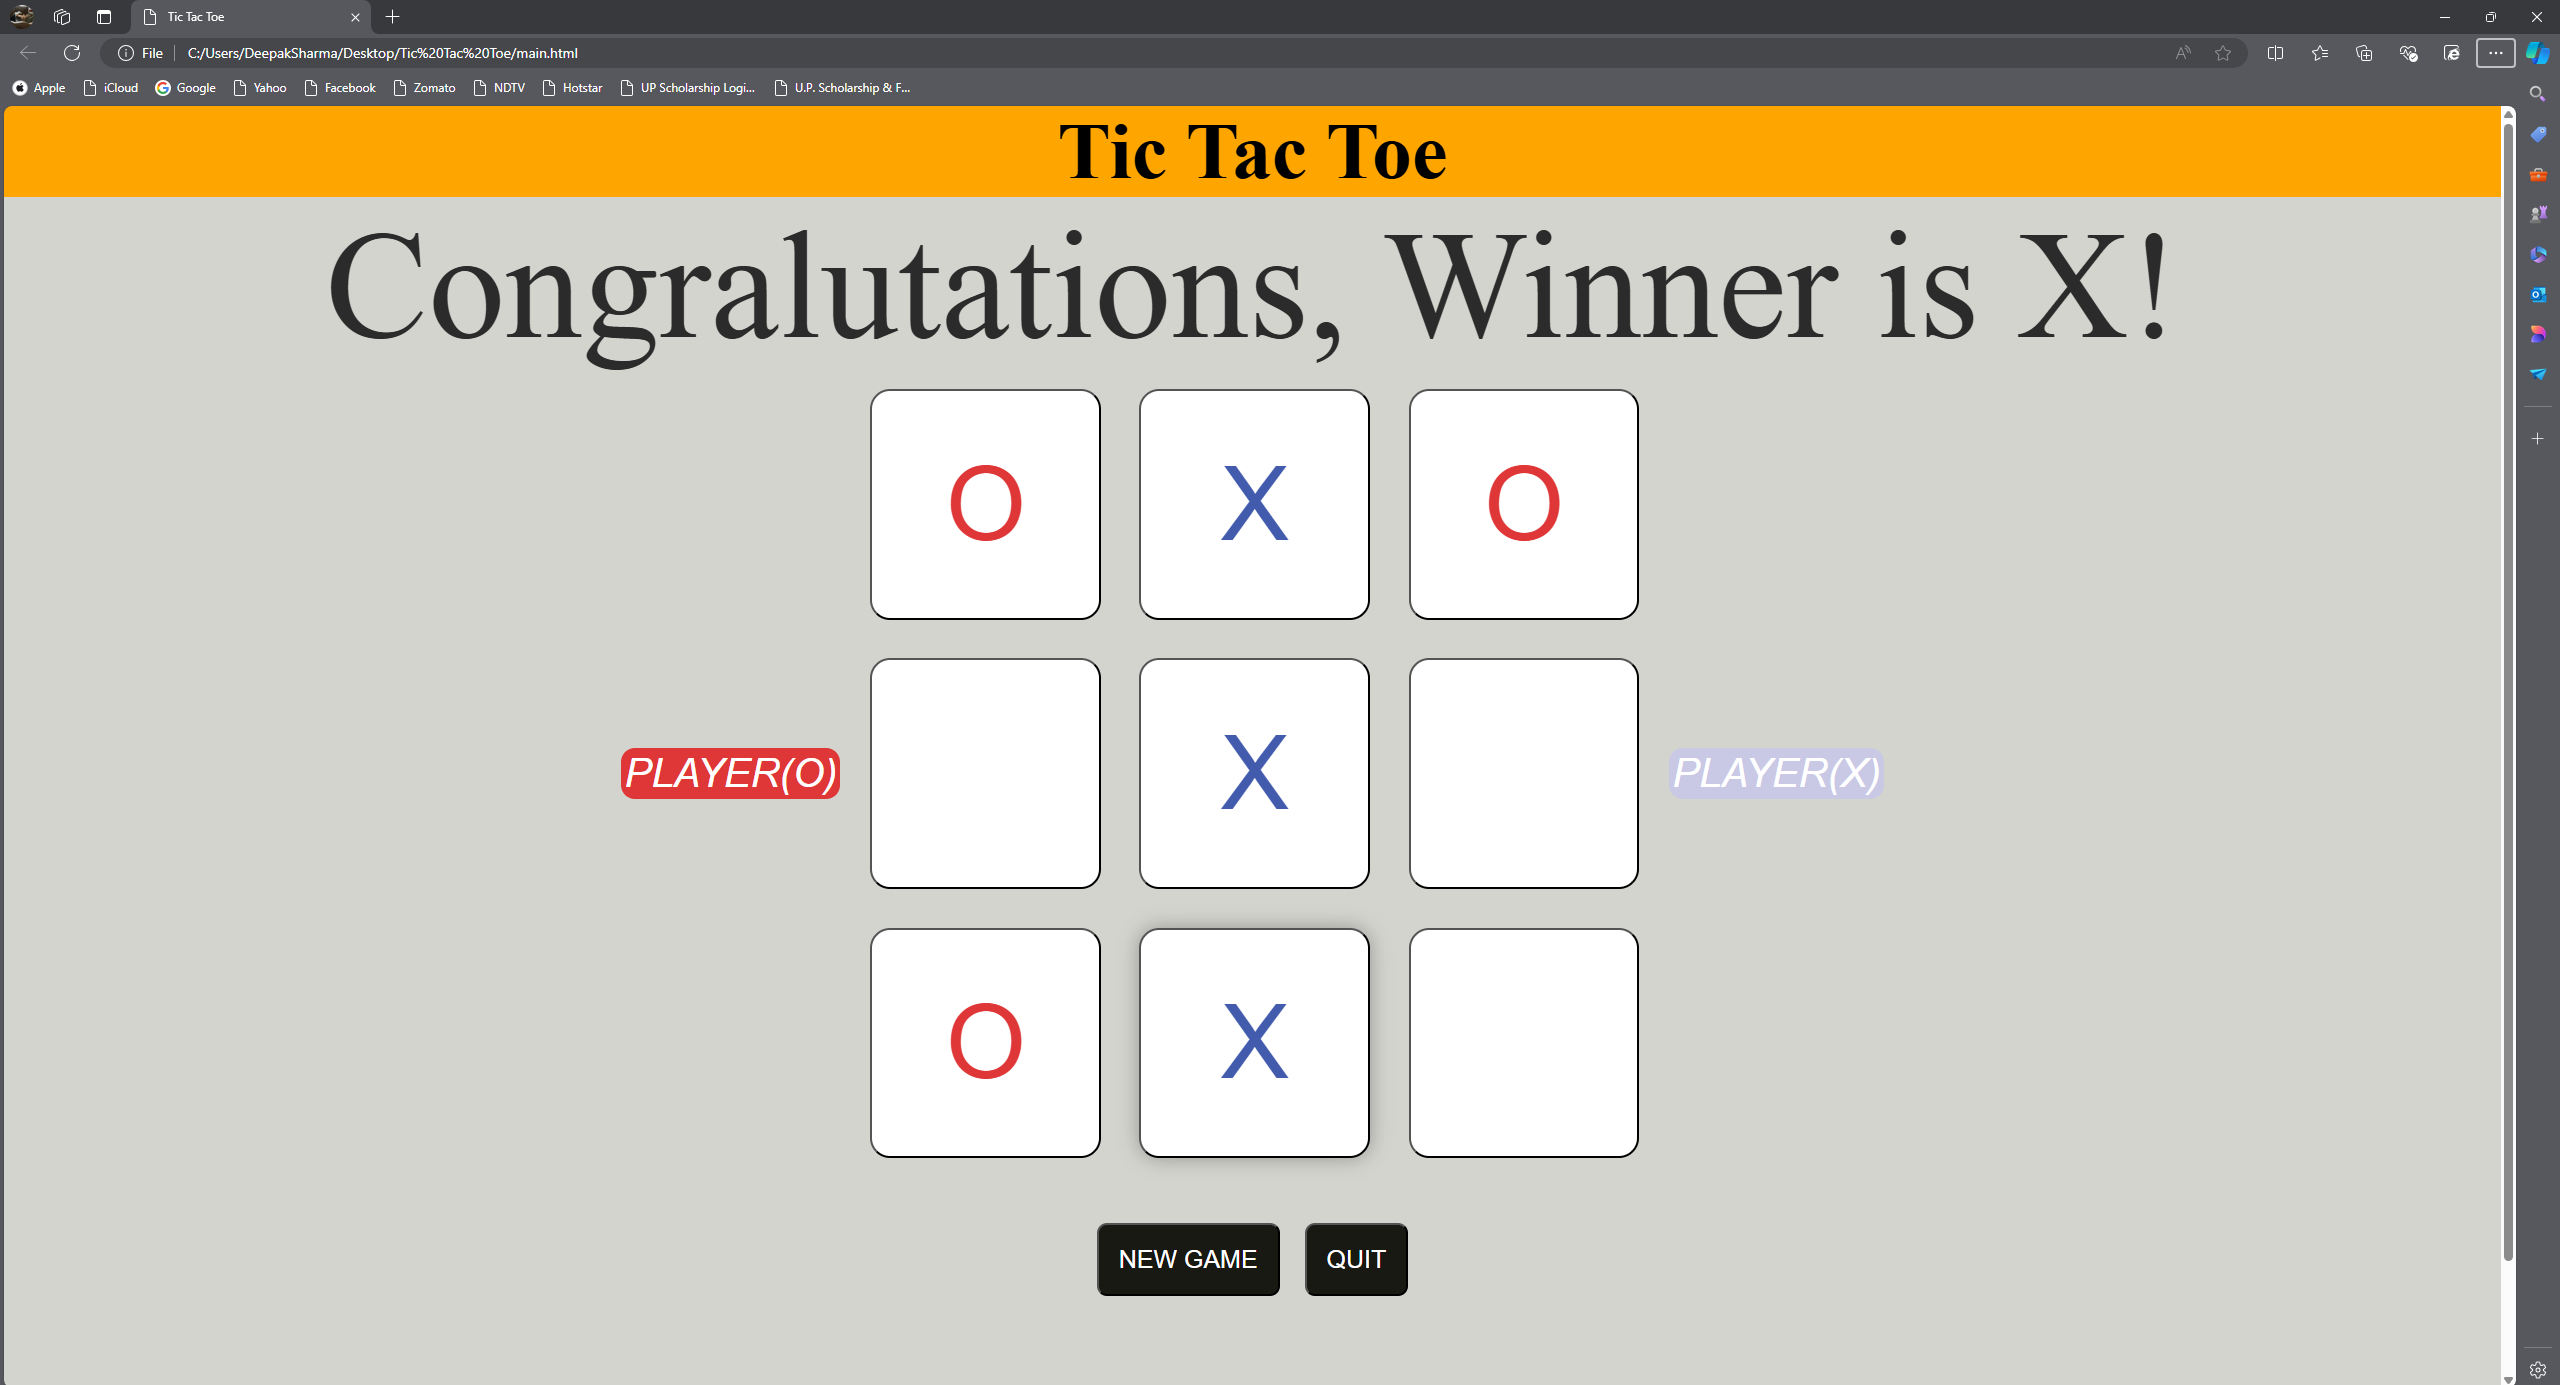 Tic Tac Toe
File C:/Users/DeepakSharma/Desktop/Tic%20Tac%20Toe/main.html
Apple iCloud Google Yahoo Facebook Zomato NDTV Hotstar UP Scholarship Logi... U.P. Scholarship & F...
Tic Tac Toe
Congralutations, Winner is X!
O X O
PLAYER(O) X PLAYER(X)
O X
NEW GAME QUIT